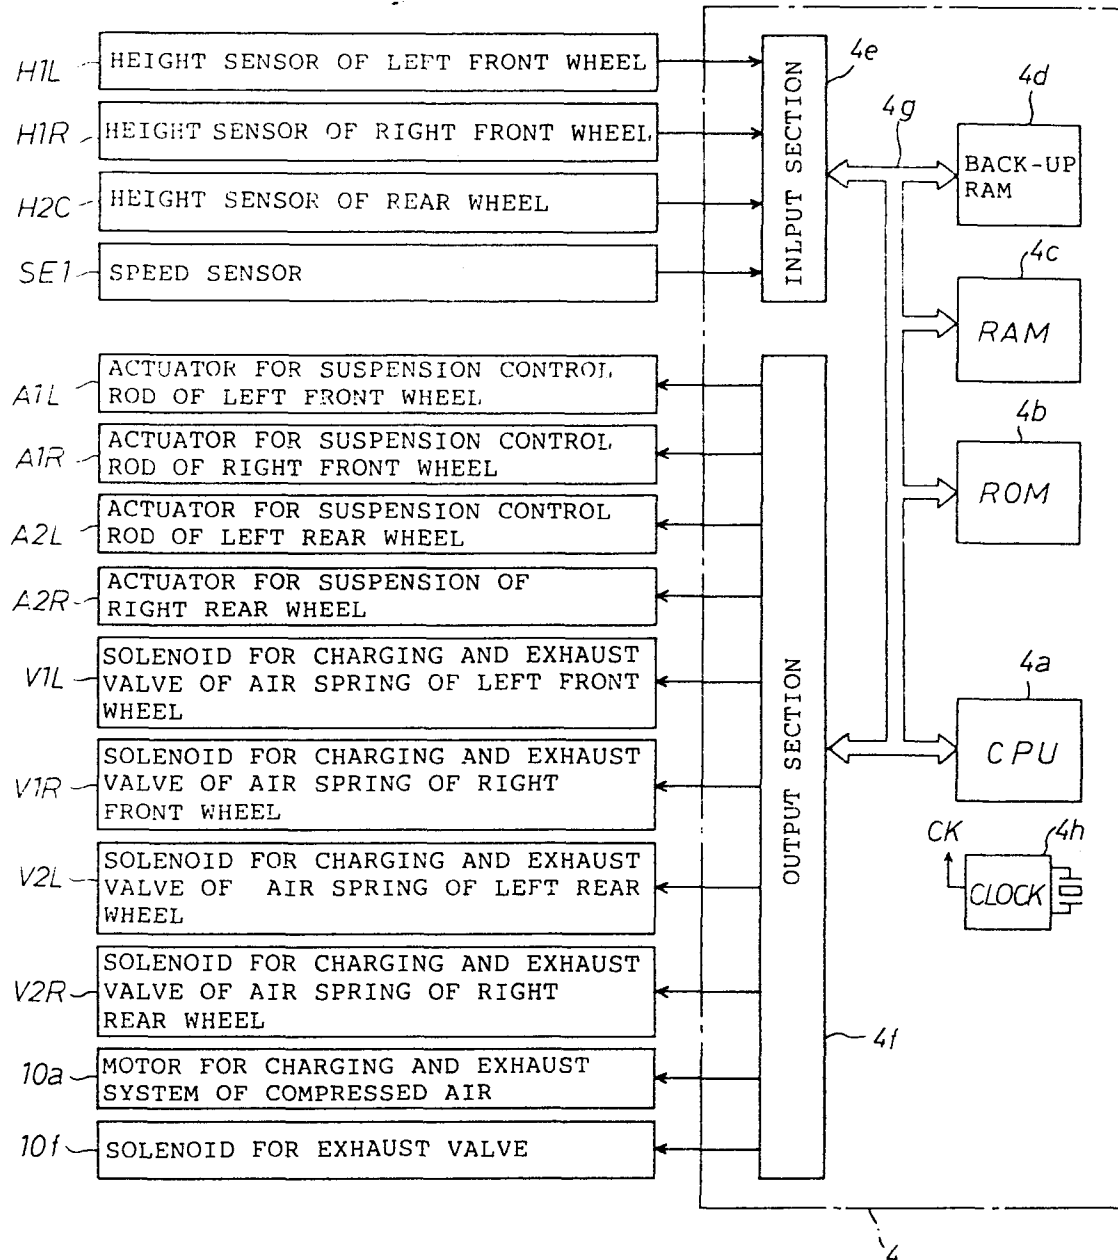 H1L
HEIGHT SENSOR OF LEFT FRONT WHEEL
H1R
HEIGHT SENSOR OF RIGHT FRONT WHEEL
H2C
HEIGHT SENSOR OF REAR WHEEL
SE1
SPEED SENSOR
INLPUT SECTION
4e
4g
4d
BACK-UP
RAM
4c
RAM
4b
ROM
4a
CPU
CK
4h
CLOCK
A1L
ACTUATOR FOR SUSPENSION CONTROL
ROD OF LEFT FRONT WHEEL
A1R
ACTUATOR FOR SUSPENSION CONTROL
ROD OF RIGHT FRONT WHEEL
A2L
ACTUATOR FOR SUSPENSION CONTROL
ROD OF LEFT REAR WHEEL
A2R
ACTUATOR FOR SUSPENSION OF
RIGHT REAR WHEEL
V1L
SOLENOID FOR CHARGING AND EXHAUST
VALVE OF AIR SPRING OF LEFT FRONT
WHEEL
V1R
SOLENOID FOR CHARGING AND EXHAUST
VALVE OF AIR SPRING OF RIGHT
FRONT WHEEL
V2L
SOLENOID FOR CHARGING AND EXHAUST
VALVE OF AIR SPRING OF LEFT REAR
WHEEL
V2R
SOLENOID FOR CHARGING AND EXHAUST
VALVE OF AIR SPRING OF RIGHT
REAR WHEEL
10a
MOTOR FOR CHARGING AND EXHAUST
SYSTEM OF COMPRESSED AIR
10f
SOLENOID FOR EXHAUST VALVE
OUTPUT SECTION
4f
4